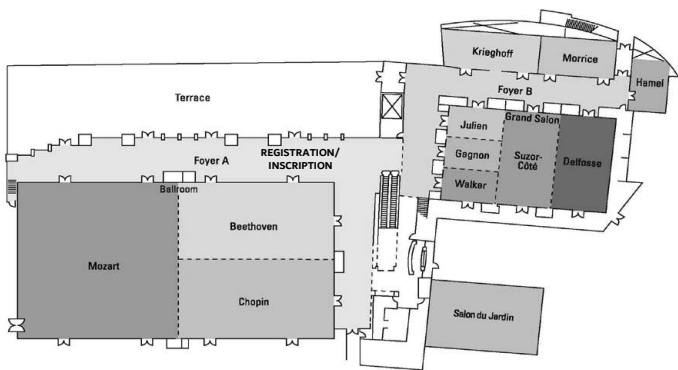 Krieghoff
Morrice
Hamel
Terrace
Foyer B
Grand Salon
Julien
Gagnon
Walker
Suzor-
Côté
Delfosse
REGISTRATION/
INSCRIPTION
Foyer A
Ballroom
Beethoven
Mozart
Chopin
Salon du Jardin